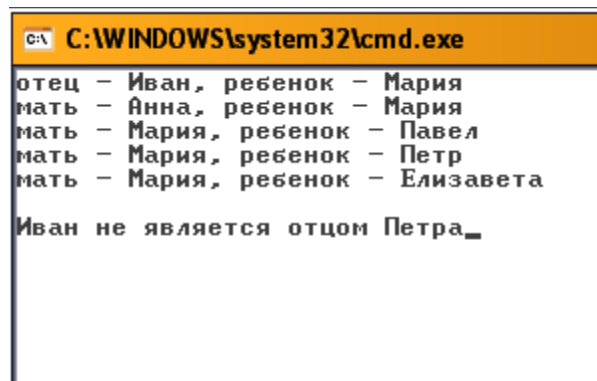 C:\WINDOWS\system32\cmd.exe
отец - Иван, ребенок - Мария
мать - Анна, ребенок - Мария
мать - Мария, ребенок - Павел
мать - Мария, ребенок - Петр
мать - Мария, ребенок - Елизавета
Иван не является отцом Петра_